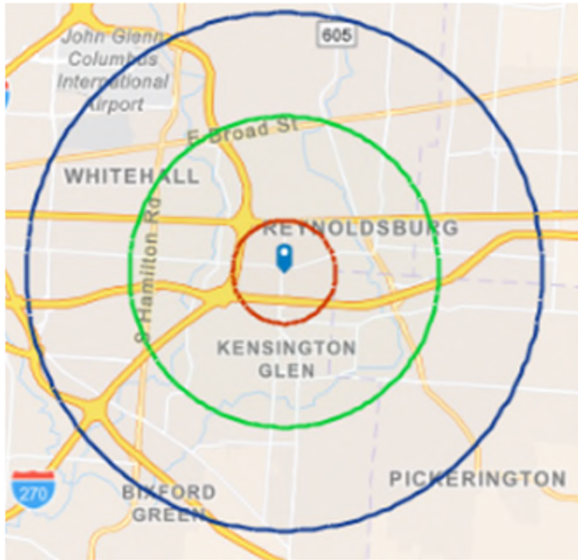 605
John Glenn
Columbus
International
Airport
E Broad St
WHITEHALL
S Hamilton Rd
REYNOLDSBURG
KENSINGTON
GLEN
PICKERINGTON
270
BIXFORD
GREEN